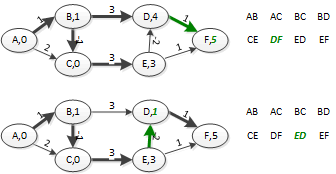 B,1 3 D,4
1 1
A,0 -1 -2 F,5
2 1
C,0 3 E,3
AB AC BC BD
CE DF ED EF
B,1 3 D,1
1 1
A,0 -1 -2 F,5
2 1
C,0 3 E,3
AB AC BC BD
CE DF ED EF